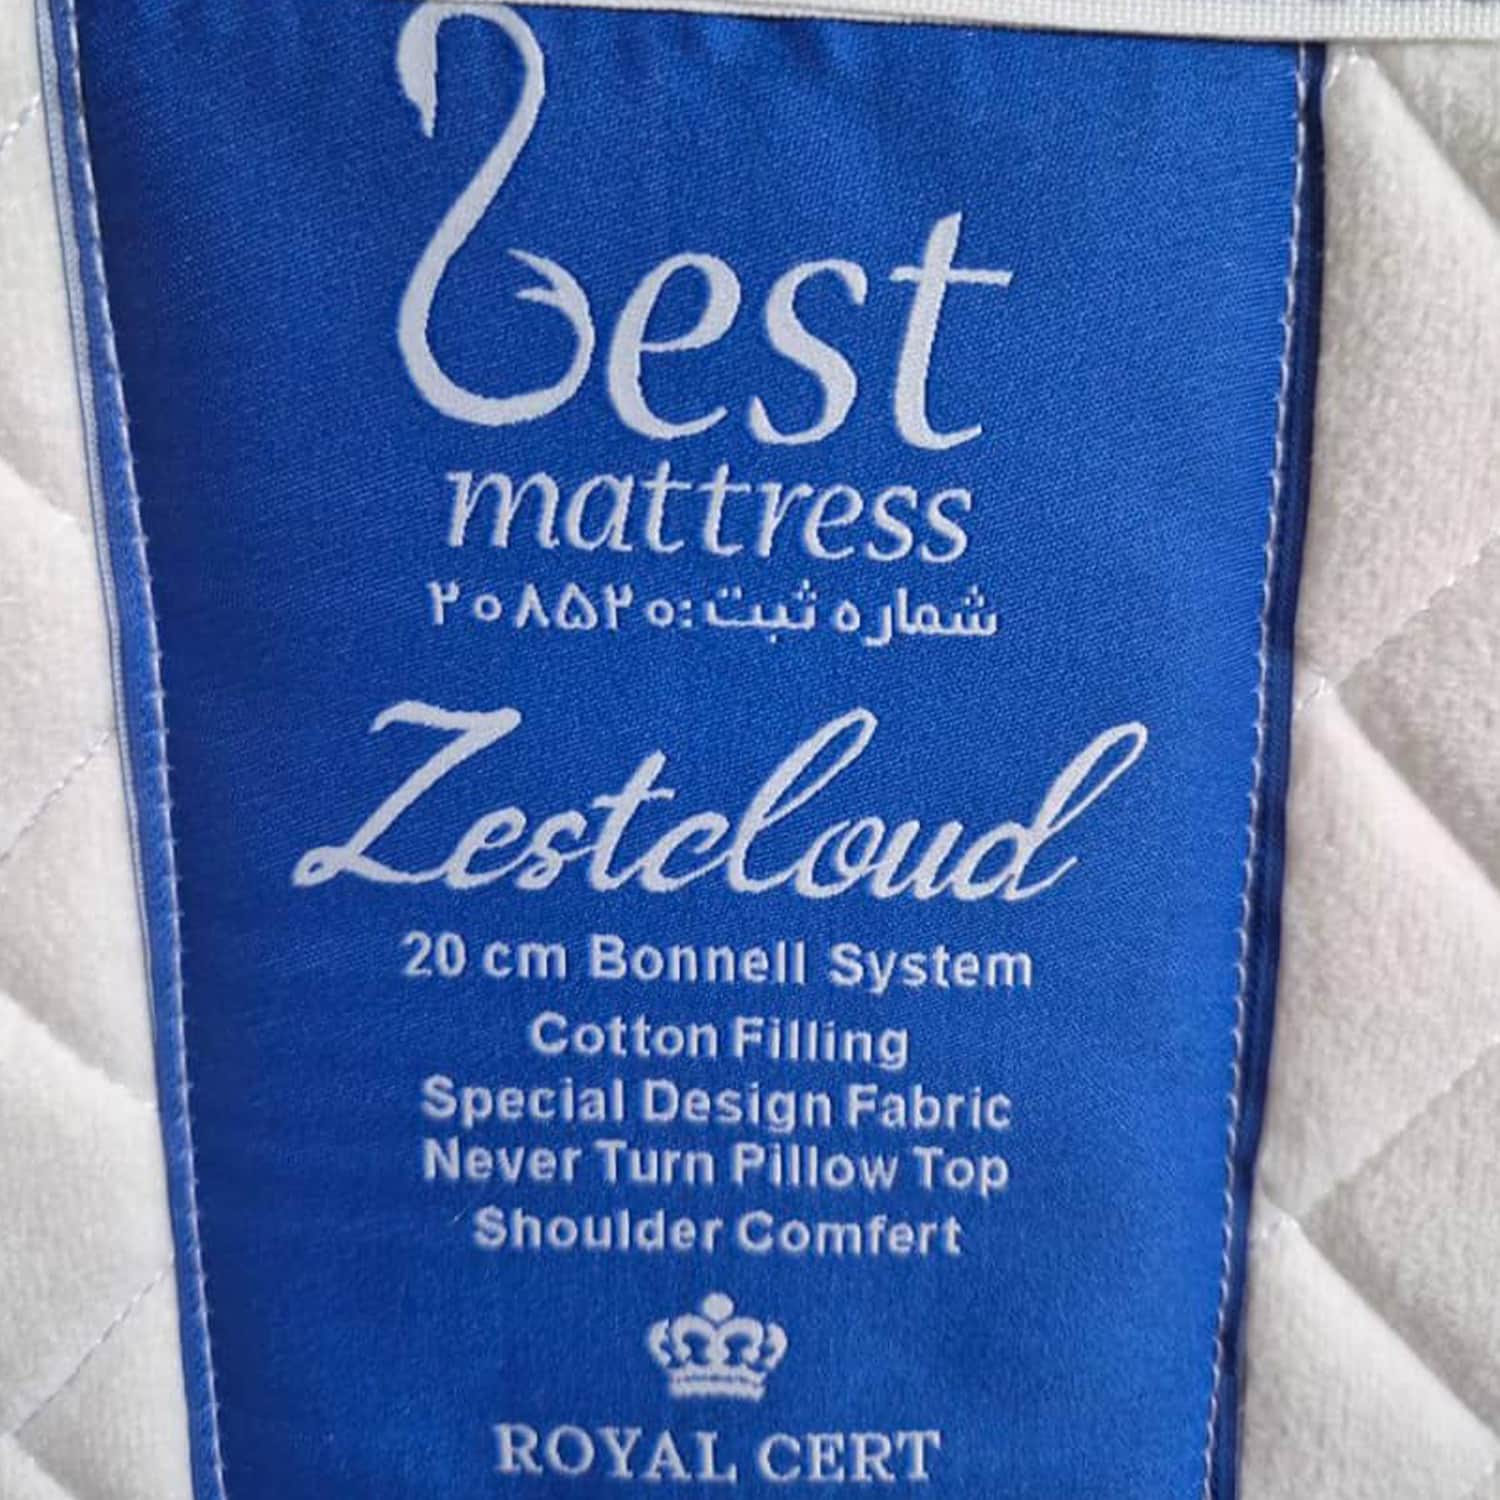 Best
mattress
شماره ثبت:۲۰۸۵۲۰
Zestcloud
20 cm Bonnell System
Cotton Filling
Special Design Fabric
Never Turn Pillow Top
Shoulder Comfert
ROYAL CERT